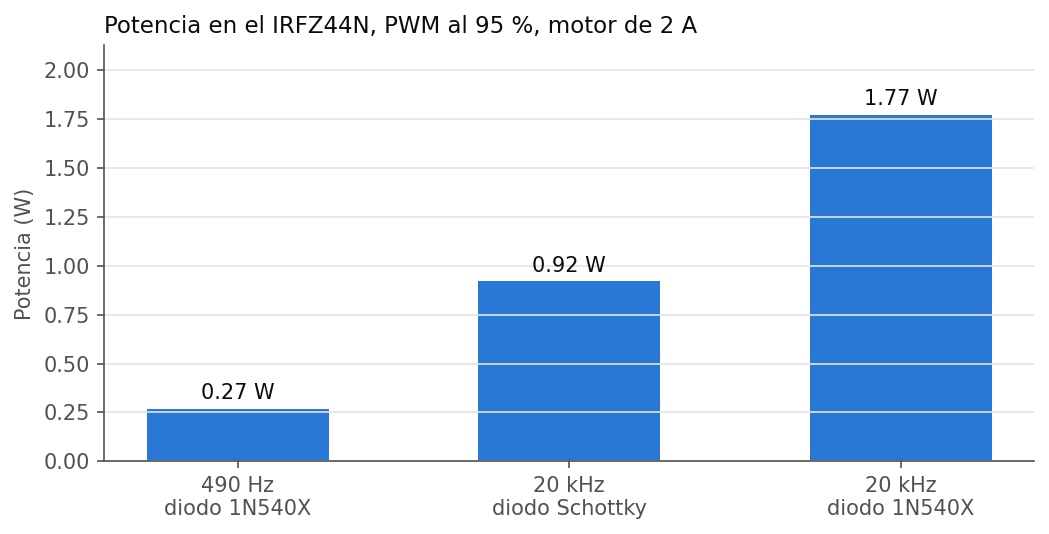 Potencia en el IRFZ44N, PWM al 95 %, motor de 2 A
Potencia (W)
2.00
1.75
1.50
1.25
1.00
0.75
0.50
0.25
0.00
0.27 W
0.92 W
1.77 W
490 Hz
diodo 1N540X
20 kHz
diodo Schottky
20 kHz
diodo 1N540X